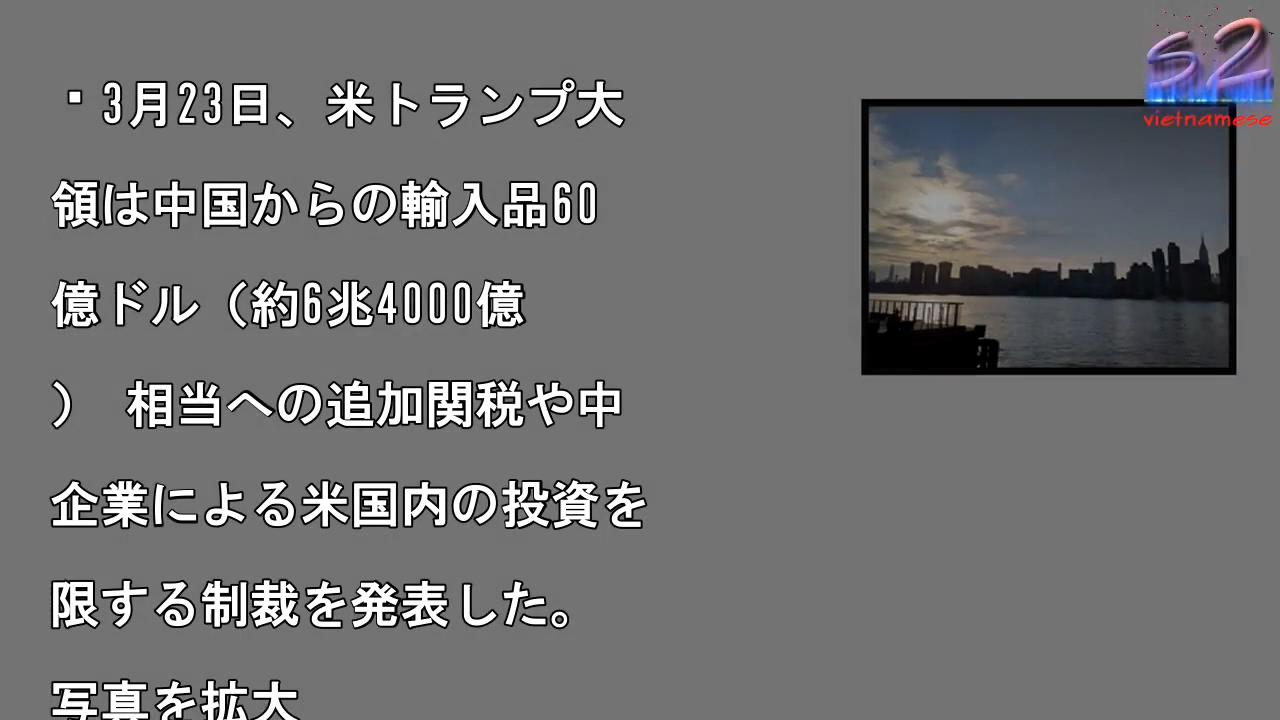 ・3月23日、米トランプ大
領は中国からの輸入品60
億ドル（約6兆4000億
） 相当への追加関税や中
企業による米国内の投資を
限する制裁を発表した。
写真を拡大
S2
vietnamese